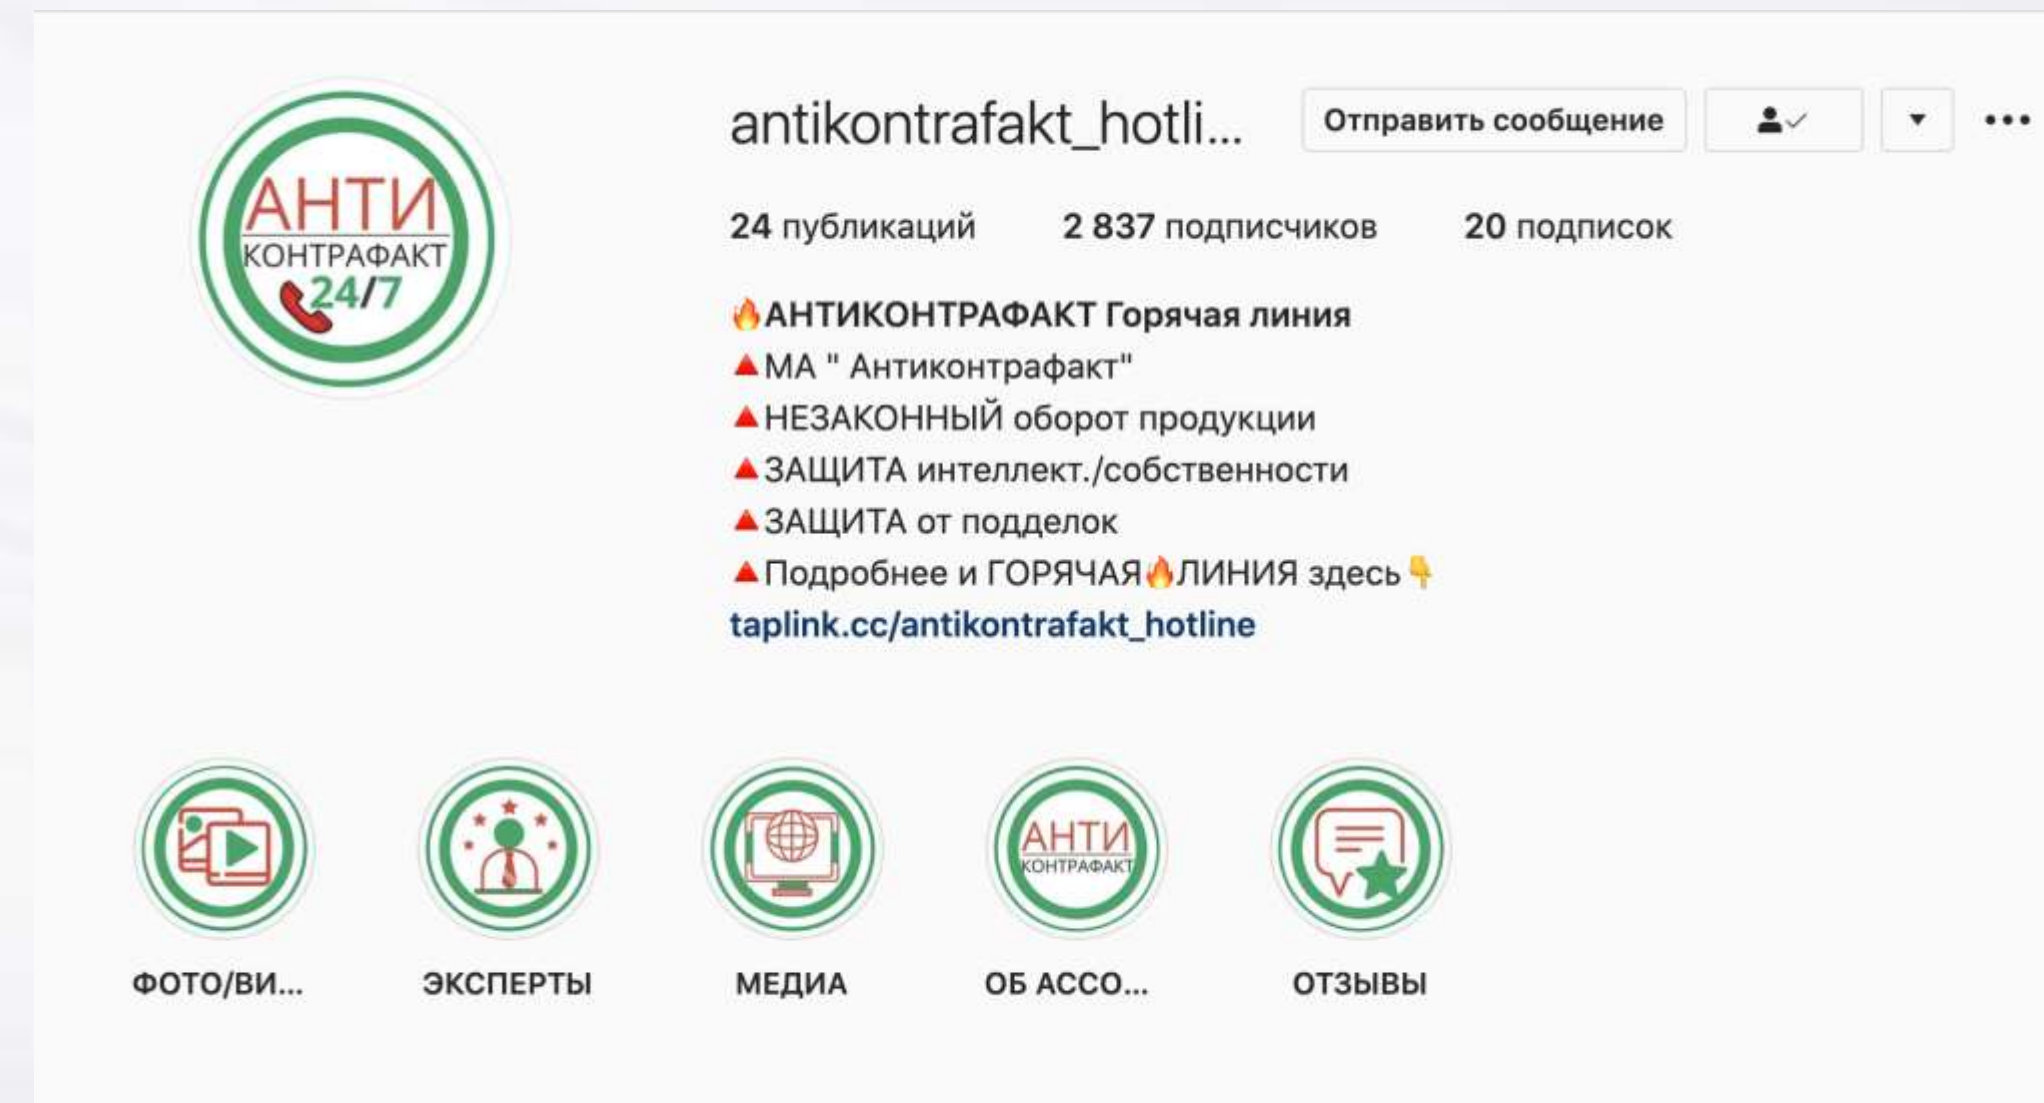 АНТИ
КОНТРАФАКТ
24/7
antikontrafakt_hotli...
Отправить сообщение
24 публикаций 2 837 подписчиков 20 подписок
🔥АНТИКОНТРАФАКТ Горячая линия
🔺МА " Антиконтрафакт"
🔺НЕЗАКОННЫЙ оборот продукции
🔺ЗАЩИТА интеллект./собственности
🔺ЗАЩИТА от подделок
🔺Подробнее и ГОРЯЧАЯ🔥ЛИНИЯ здесь👇
taplink.cc/antikontrafakt_hotline
АНТИ
КОНТРАФАКТ
ФОТО/ВИ... ЭКСПЕРТЫ МЕДИА ОБ АССО... ОТЗЫВЫ